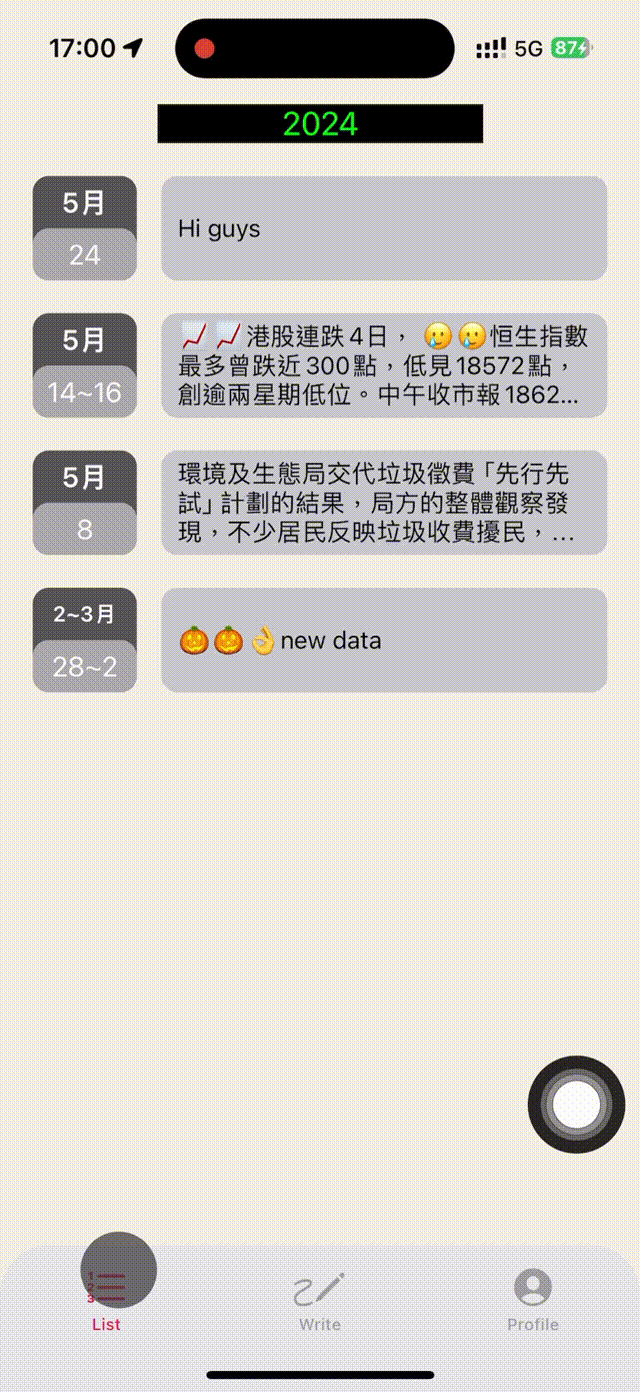 17:00
5G
87
2024
5月
24
Hi guys
5月
14~16
📈📈港股連跌4日，🥲🥲恒生指數
最多曾跌近300點，低見18572點，
創逾兩星期低位。中午收市報1862...
5月
8
環境及生態局交代垃圾徵費「先行先
試」計劃的結果，局方的整體觀察發
現，不少居民反映垃圾收費擾民，...
2~3月
28~2
🎃🎃👌new data
1
2
3
List
Write
Profile